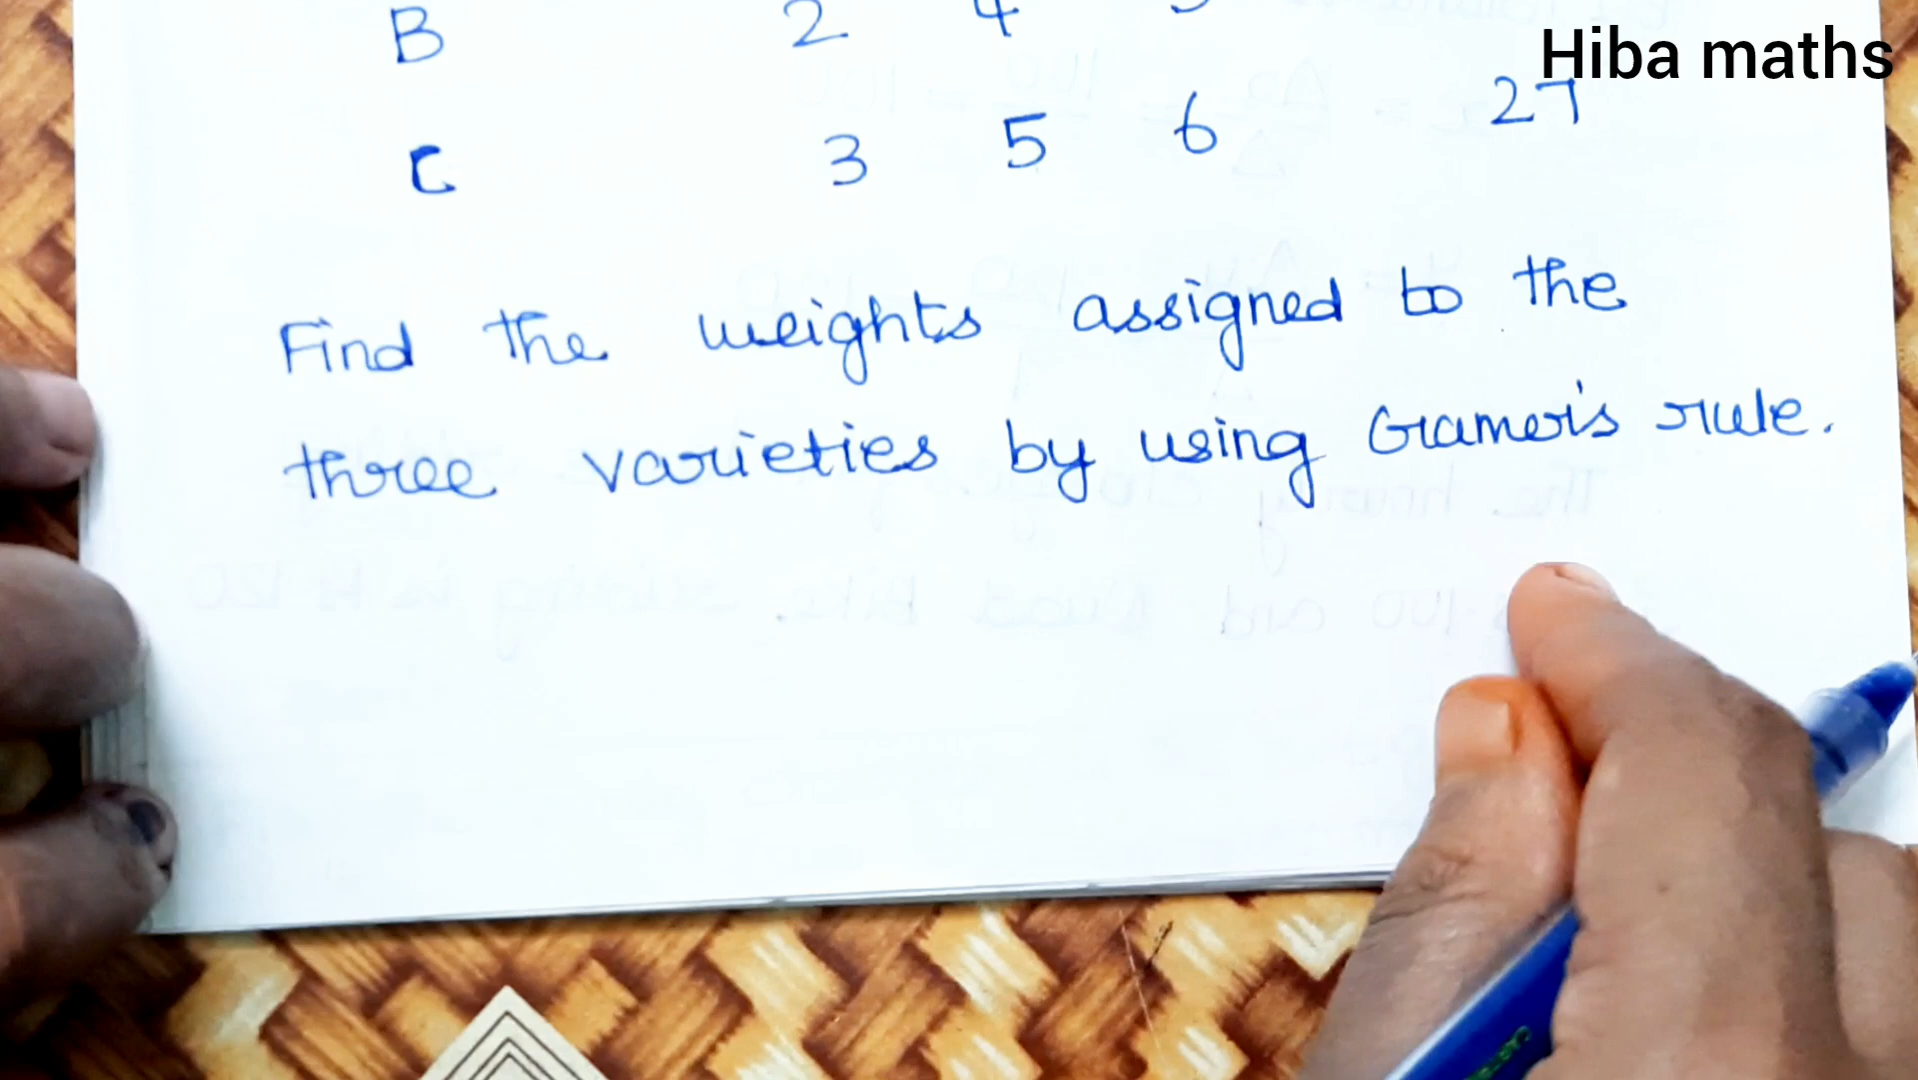 Hiba maths
B 2 4
C 3 5 6 27
Find the weights assigned to the
three varieties by using Cramer's rule.